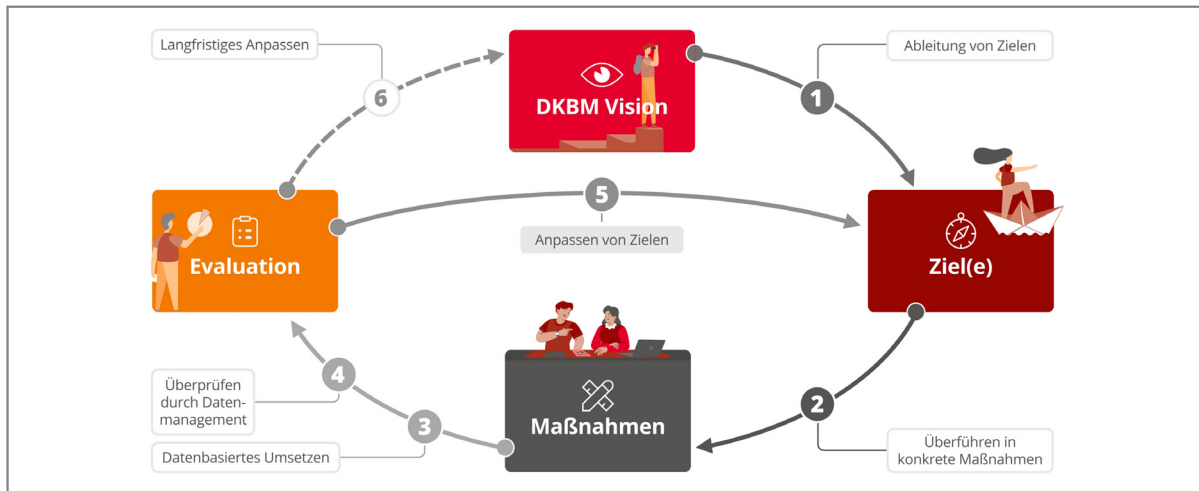 Langfristiges Anpassen
6
DKBM Vision
1
Ableitung von Zielen
Evaluation
5
Anpassen von Zielen
Ziel(e)
4
Überprüfen
durch Daten-
management
3
Datenbasiertes Umsetzen
Maßnahmen
2
Überführen in
konkrete Maßnahmen